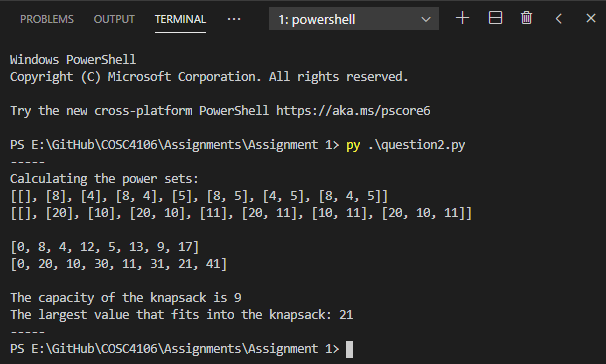 PROBLEMS OUTPUT TERMINAL ... 1: powershell
Windows PowerShell
Copyright (C) Microsoft Corporation. All rights reserved.
Try the new cross-platform PowerShell https://aka.ms/pscore6
PS E:\GitHub\COSC4106\Assignments\Assignment 1> py .\question2.py
-----
Calculating the power sets:
[[], [8], [4], [8, 4], [5], [8, 5], [4, 5], [8, 4, 5]]
[[], [20], [10], [20, 10], [11], [20, 11], [10, 11], [20, 10, 11]]
[0, 8, 4, 12, 5, 13, 9, 17]
[0, 20, 10, 30, 11, 31, 21, 41]
The capacity of the knapsack is 9
The largest value that fits into the knapsack: 21
-----
PS E:\GitHub\COSC4106\Assignments\Assignment 1>